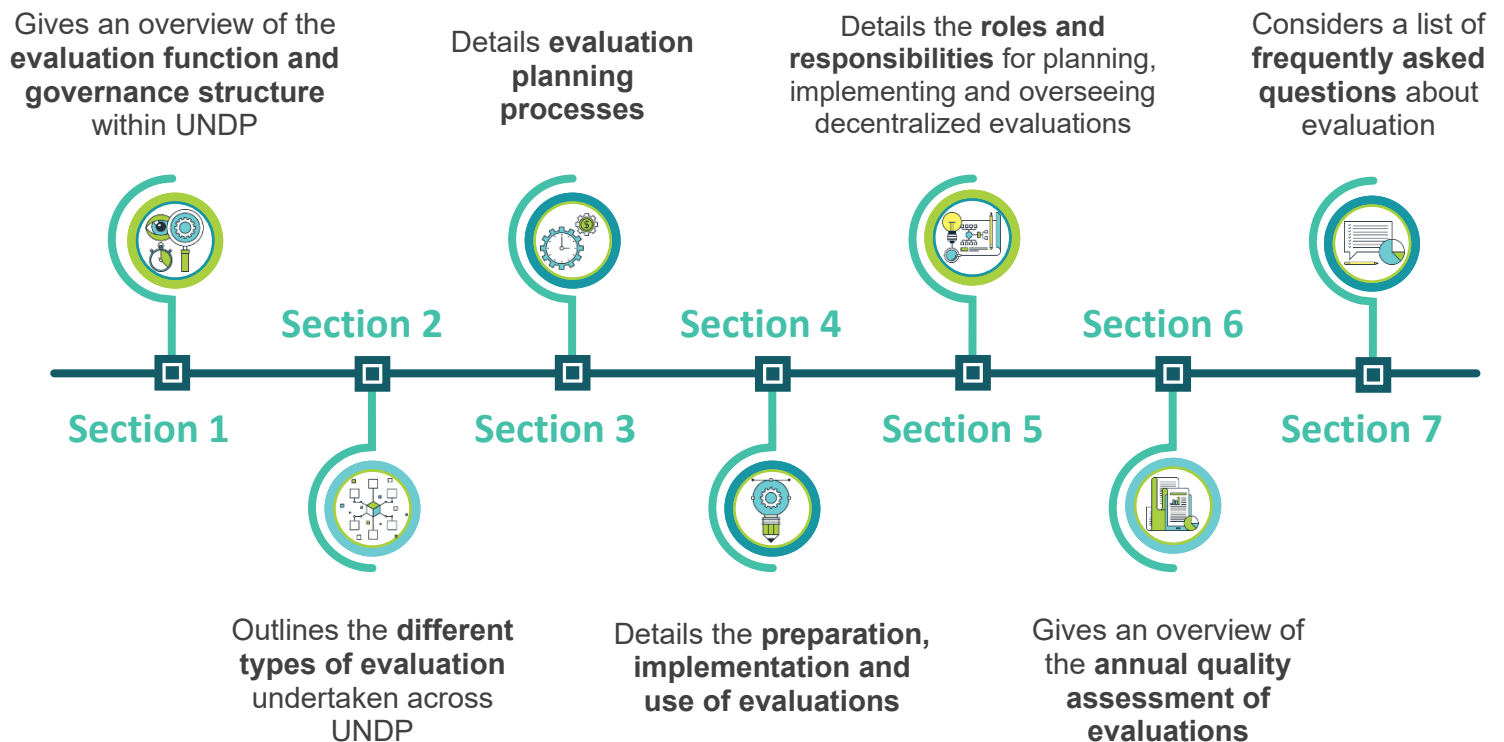 Gives an overview of the
evaluation function and
governance structure
within UNDP
Details evaluation
planning
processes
Details the roles and
responsibilities for planning,
implementing and overseeing
decentralized evaluations
Considers a list of
frequently asked
questions about
evaluation
$
Section 2
Section 4
Section 6
Section 1
Section 3
Section 5
Section 7
Outlines the different
types of evaluation
undertaken across
UNDP
Details the preparation,
implementation and
use of evaluations
Gives an overview of
the annual quality
assessment of
evaluations